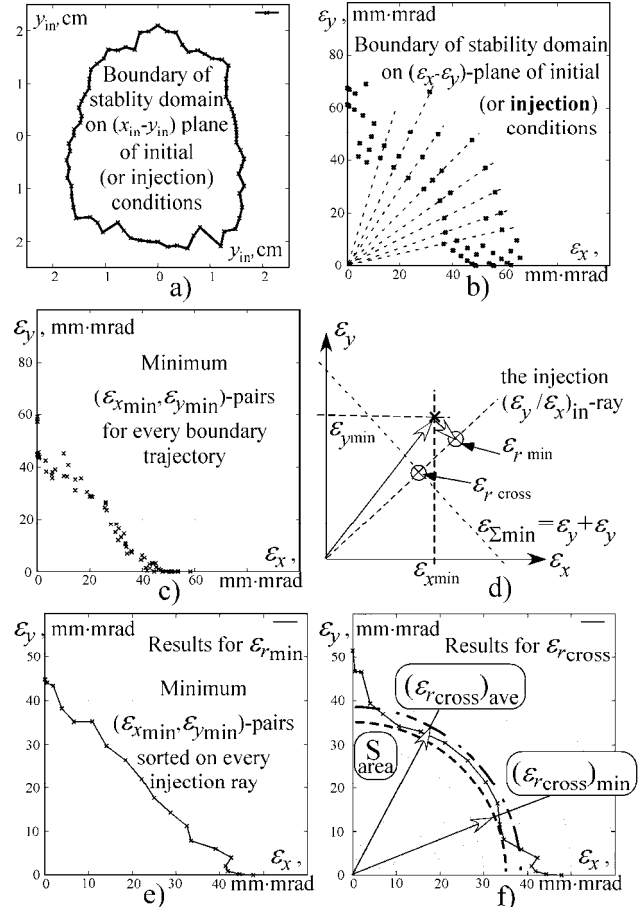 y_in, cm
2
1
0
1
2
Boundary of
stablity domain
on (x_in-y_in) plane
of initial
(or injection)
conditions
y_in, cm
2 1 0 1 2
a)
ε_y, mm·mrad
80
60
40
20
0
Boundary of stability domain
on (ε_x-ε_y)-plane of initial
(or injection)
conditions
ε_x,
0 20 40 60 mm·mrad
b)
ε_y, mm·mrad
80
60
40
20
0
Minimum
(ε_xmin, ε_ymin)-pairs
for every boundary
trajectory
ε_x,
0 20 40 60 mm·mrad
c)
ε_y
the injection
(ε_y/ε_x)_in-ray
ε_ymin
ε_r min
ε_r cross
ε_Σmin = ε_y + ε_y
ε_xmin
ε_x
d)
ε_y, mm·mrad
50
40
30
20
10
0
Results for ε_rmin
Minimum
(ε_xmin, ε_ymin)-pairs
sorted on every
injection ray
ε_x,
0 10 20 30 40 mm·mrad
e)
ε_y, mm·mrad
50
40
30
20
10
0
Results for ε_rcross
(ε_rcross)_ave
S area
(ε_rcross)_min
ε_x,
0 10 20 30 40 mm·mrad
f)